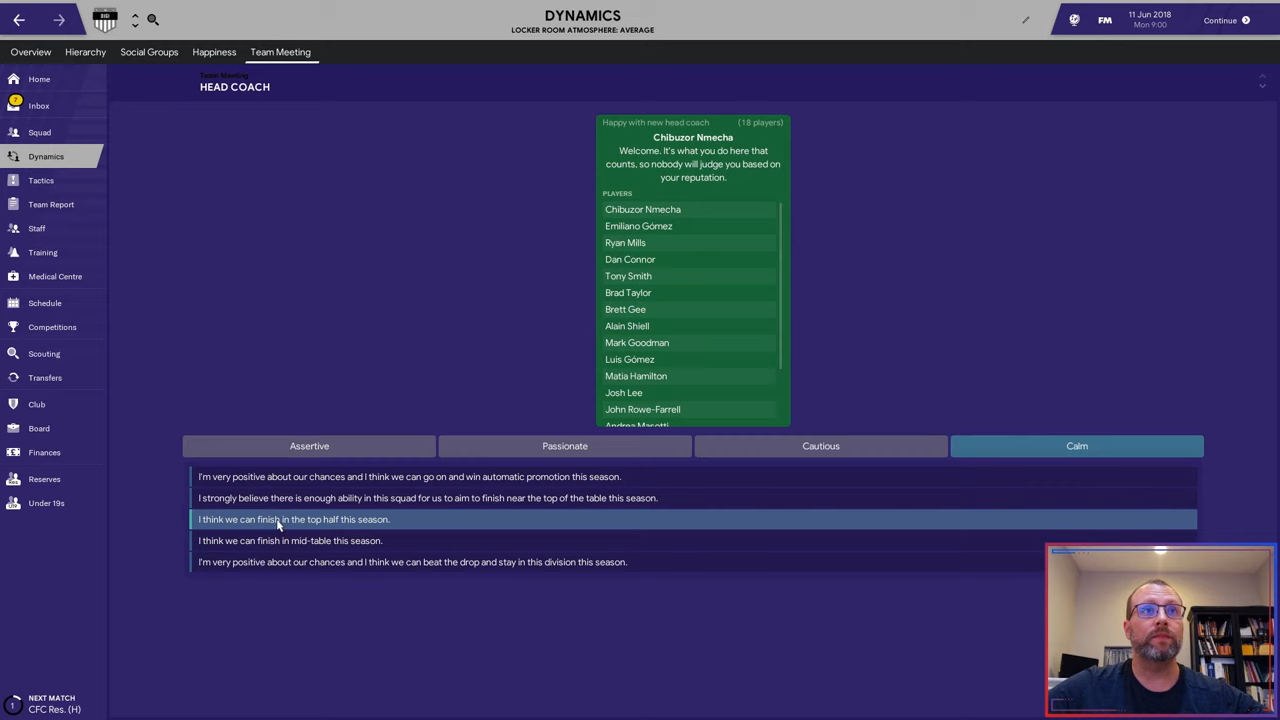 DYNAMICS
LOCKER ROOM ATMOSPHERE: AVERAGE
FM
11 Jun 2018
Mon 9:00
Continue
Overview
Hierarchy
Social Groups
Happiness
Team Meeting
Team Meeting
HEAD COACH
Home
7
Inbox
Squad
Dynamics
Tactics
Team Report
Staff
Training
Medical Centre
Schedule
Competitions
Scouting
Transfers
Club
Board
Finances
Reserves
U19
Under 19s
1
NEXT MATCH
CFC Res. (H)
Happy with new head coach (18 players)
Chibuzor Nmecha
Welcome. It's what you do here that
counts, so nobody will judge you based on
your reputation.
PLAYERS
Chibuzor Nmecha
Emiliano Gómez
Ryan Mills
Dan Connor
Tony Smith
Brad Taylor
Brett Gee
Alain Shiell
Mark Goodman
Luis Gómez
Matia Hamilton
Josh Lee
John Rowe-Farrell
Andrea Masotti
Assertive
Passionate
Cautious
Calm
I'm very positive about our chances and I think we can go on and win automatic promotion this season.
I strongly believe there is enough ability in this squad for us to aim to finish near the top of the table this season.
I think we can finish in the top half this season.
I think we can finish in mid-table this season.
I'm very positive about our chances and I think we can beat the drop and stay in this division this season.